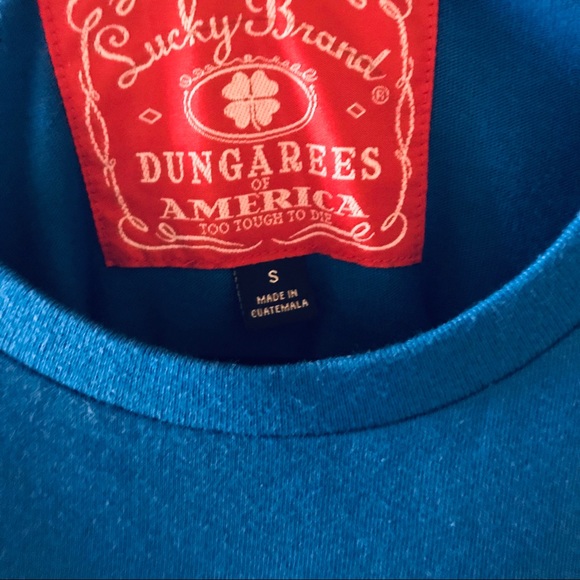 Lucky Brand
®
DUNGAREES
OF
AMERICA
TOO TOUGH TO DIE
S
MADE IN
GUATEMALA